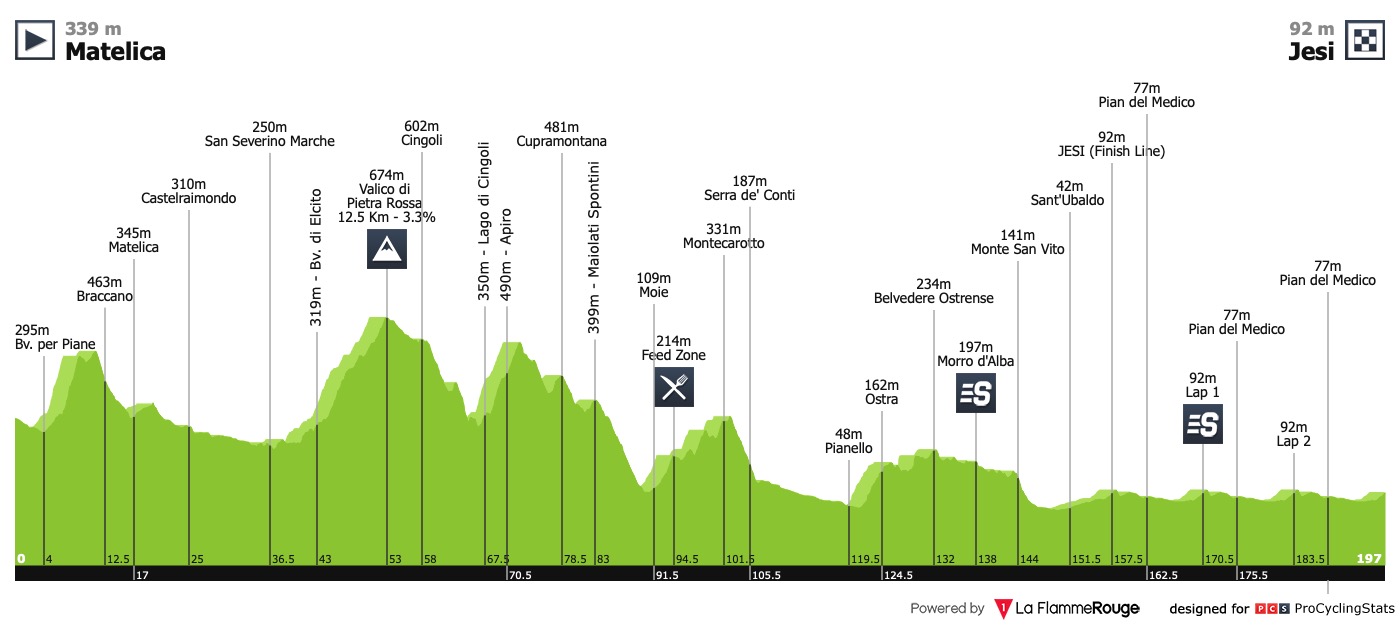 339 m
Matelica
92 m
Jesi
295m
Bv. per Piane
463m
Braccano
345m
Matelica
310m
Castelraimondo
250m
San Severino Marche
319m - Bv. di Elcito
674m
Valico di
Pietra Rossa
12.5 Km - 3.3%
602m
Cingoli
350m - Lago di Cingoli
490m - Apiro
481m
Cupramontana
399m - Maiolati Spontini
109m
Moie
214m
Feed Zone
331m
Montecarotto
187m
Serra de' Conti
48m
Pianello
162m
Ostra
234m
Belvedere Ostrense
197m
Morro d'Alba
S
141m
Monte San Vito
42m
Sant'Ubaldo
92m
JESI (Finish Line)
77m
Pian del Medico
92m
Lap 1
S
77m
Pian del Medico
92m
Lap 2
77m
Pian del Medico
0 4 12.5 25 36.5 43 53 58 67.5 78.5 83 94.5 101.5 119.5 132 138 144 151.5 157.5 170.5 183.5 197
17 70.5 91.5 105.5 124.5 162.5 175.5
Powered by 1 La FlammeRouge designed for PCS ProCyclingStats